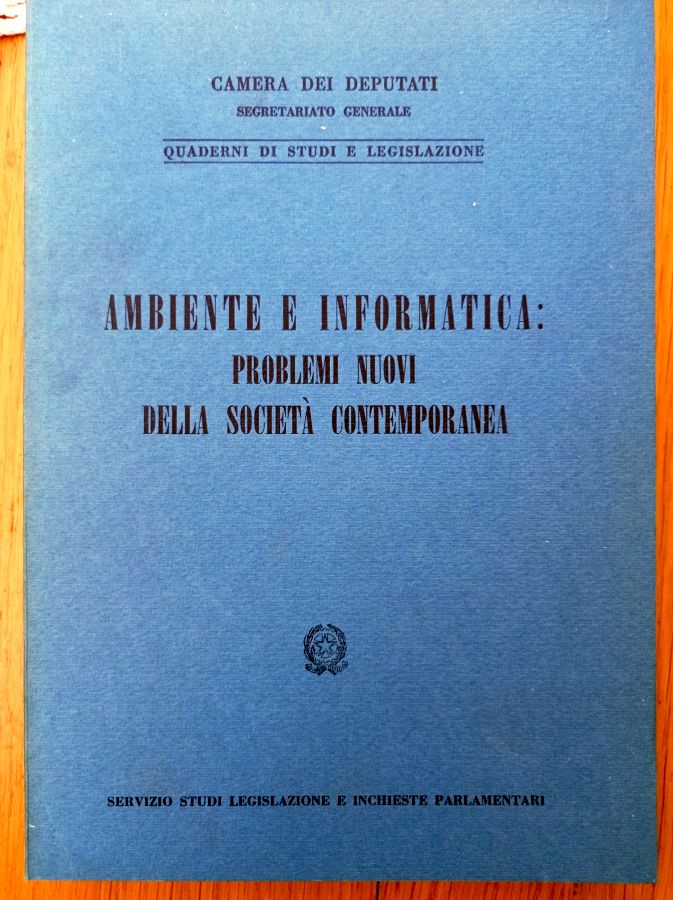 CAMERA DEI DEPUTATI
SEGRETARIATO GENERALE
QUADERNI DI STUDI E LEGISLAZIONE
AMBIENTE E INFORMATICA:
PROBLEMI NUOVI
DELLA SOCIETÀ CONTEMPORANEA
SERVIZIO STUDI LEGISLAZIONE E INCHIESTE PARLAMENTARI